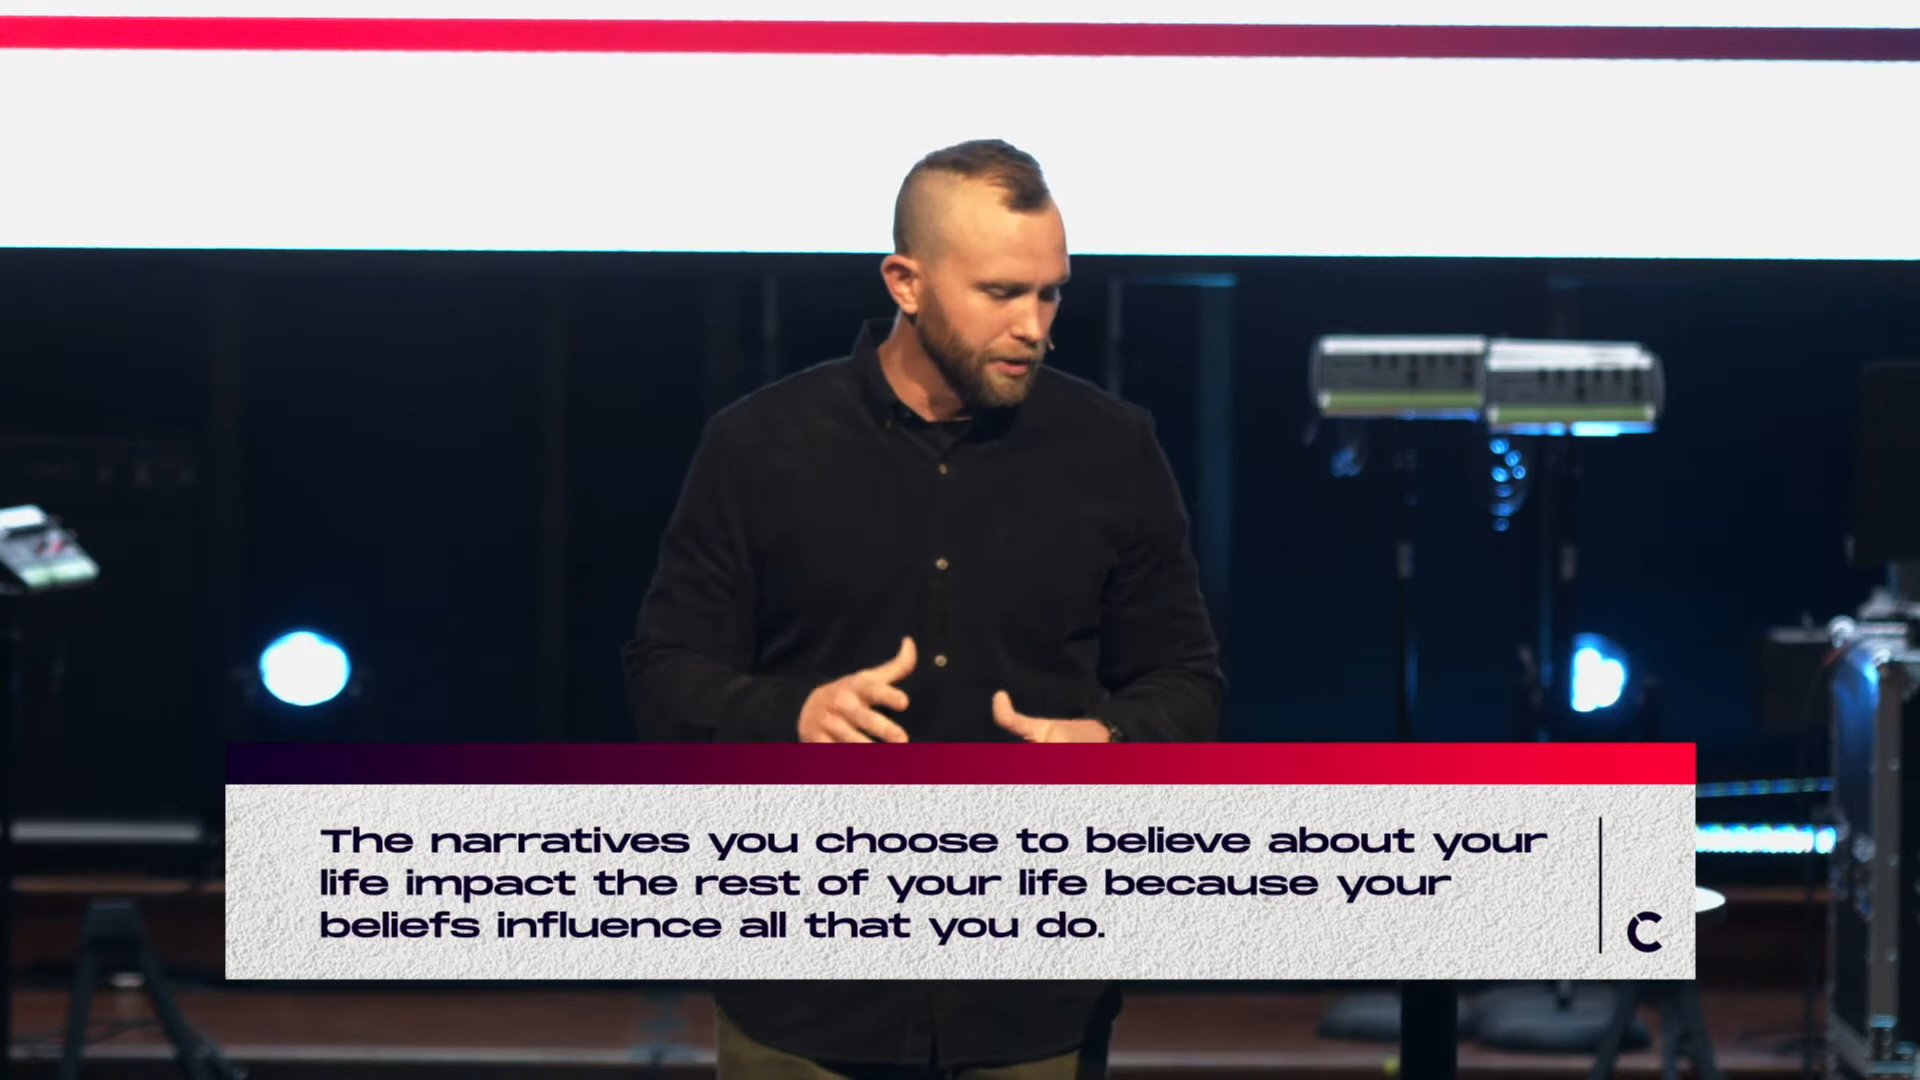 The narratives you choose to believe about your
life impact the rest of your life because your
beliefs influence all that you do.
C